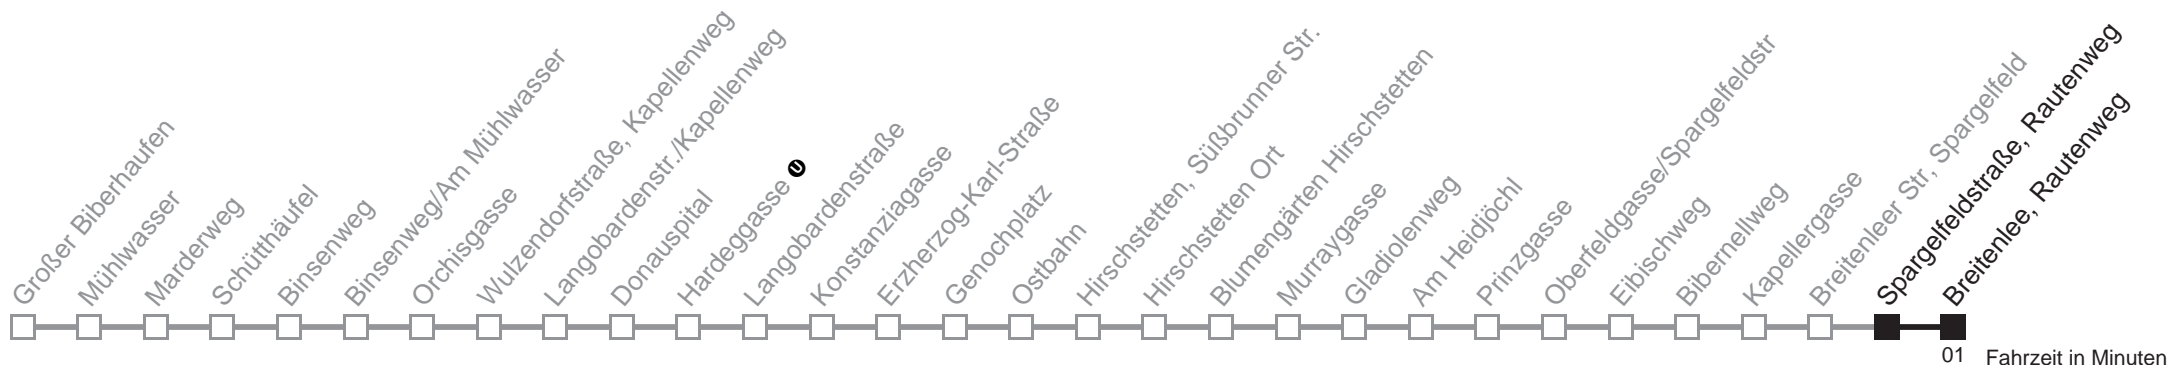 Großer Biberhaufen
Mühlwasser
Marderweg
Schütthäufel
Binsenweg
Binsenweg/Am Mühlwasser
Orchisgasse
Wulzendorfstraße, Kapellenweg
Langobardenstr./Kapellenweg
Donauspital
Hardeggasse U
Langobardenstraße
Konstanziagasse
Erzherzog-Karl-Straße
Genochplatz
Ostbahn
Hirschstetten, Süßbrunner Str.
Hirschstetten Ort
Blumengärten Hirschstetten
Murraygasse
Gladiolenweg
Am Heidjöchl
Prinzgasse
Oberfeldgasse/Spargelfeldstr
Eibischweg
Bibernellweg
Kapellergasse
Breitenleer Str, Spargelfeld
Spargelfeldstraße, Rautenweg
Breitenlee, Rautenweg
01 Fahrzeit in Minuten